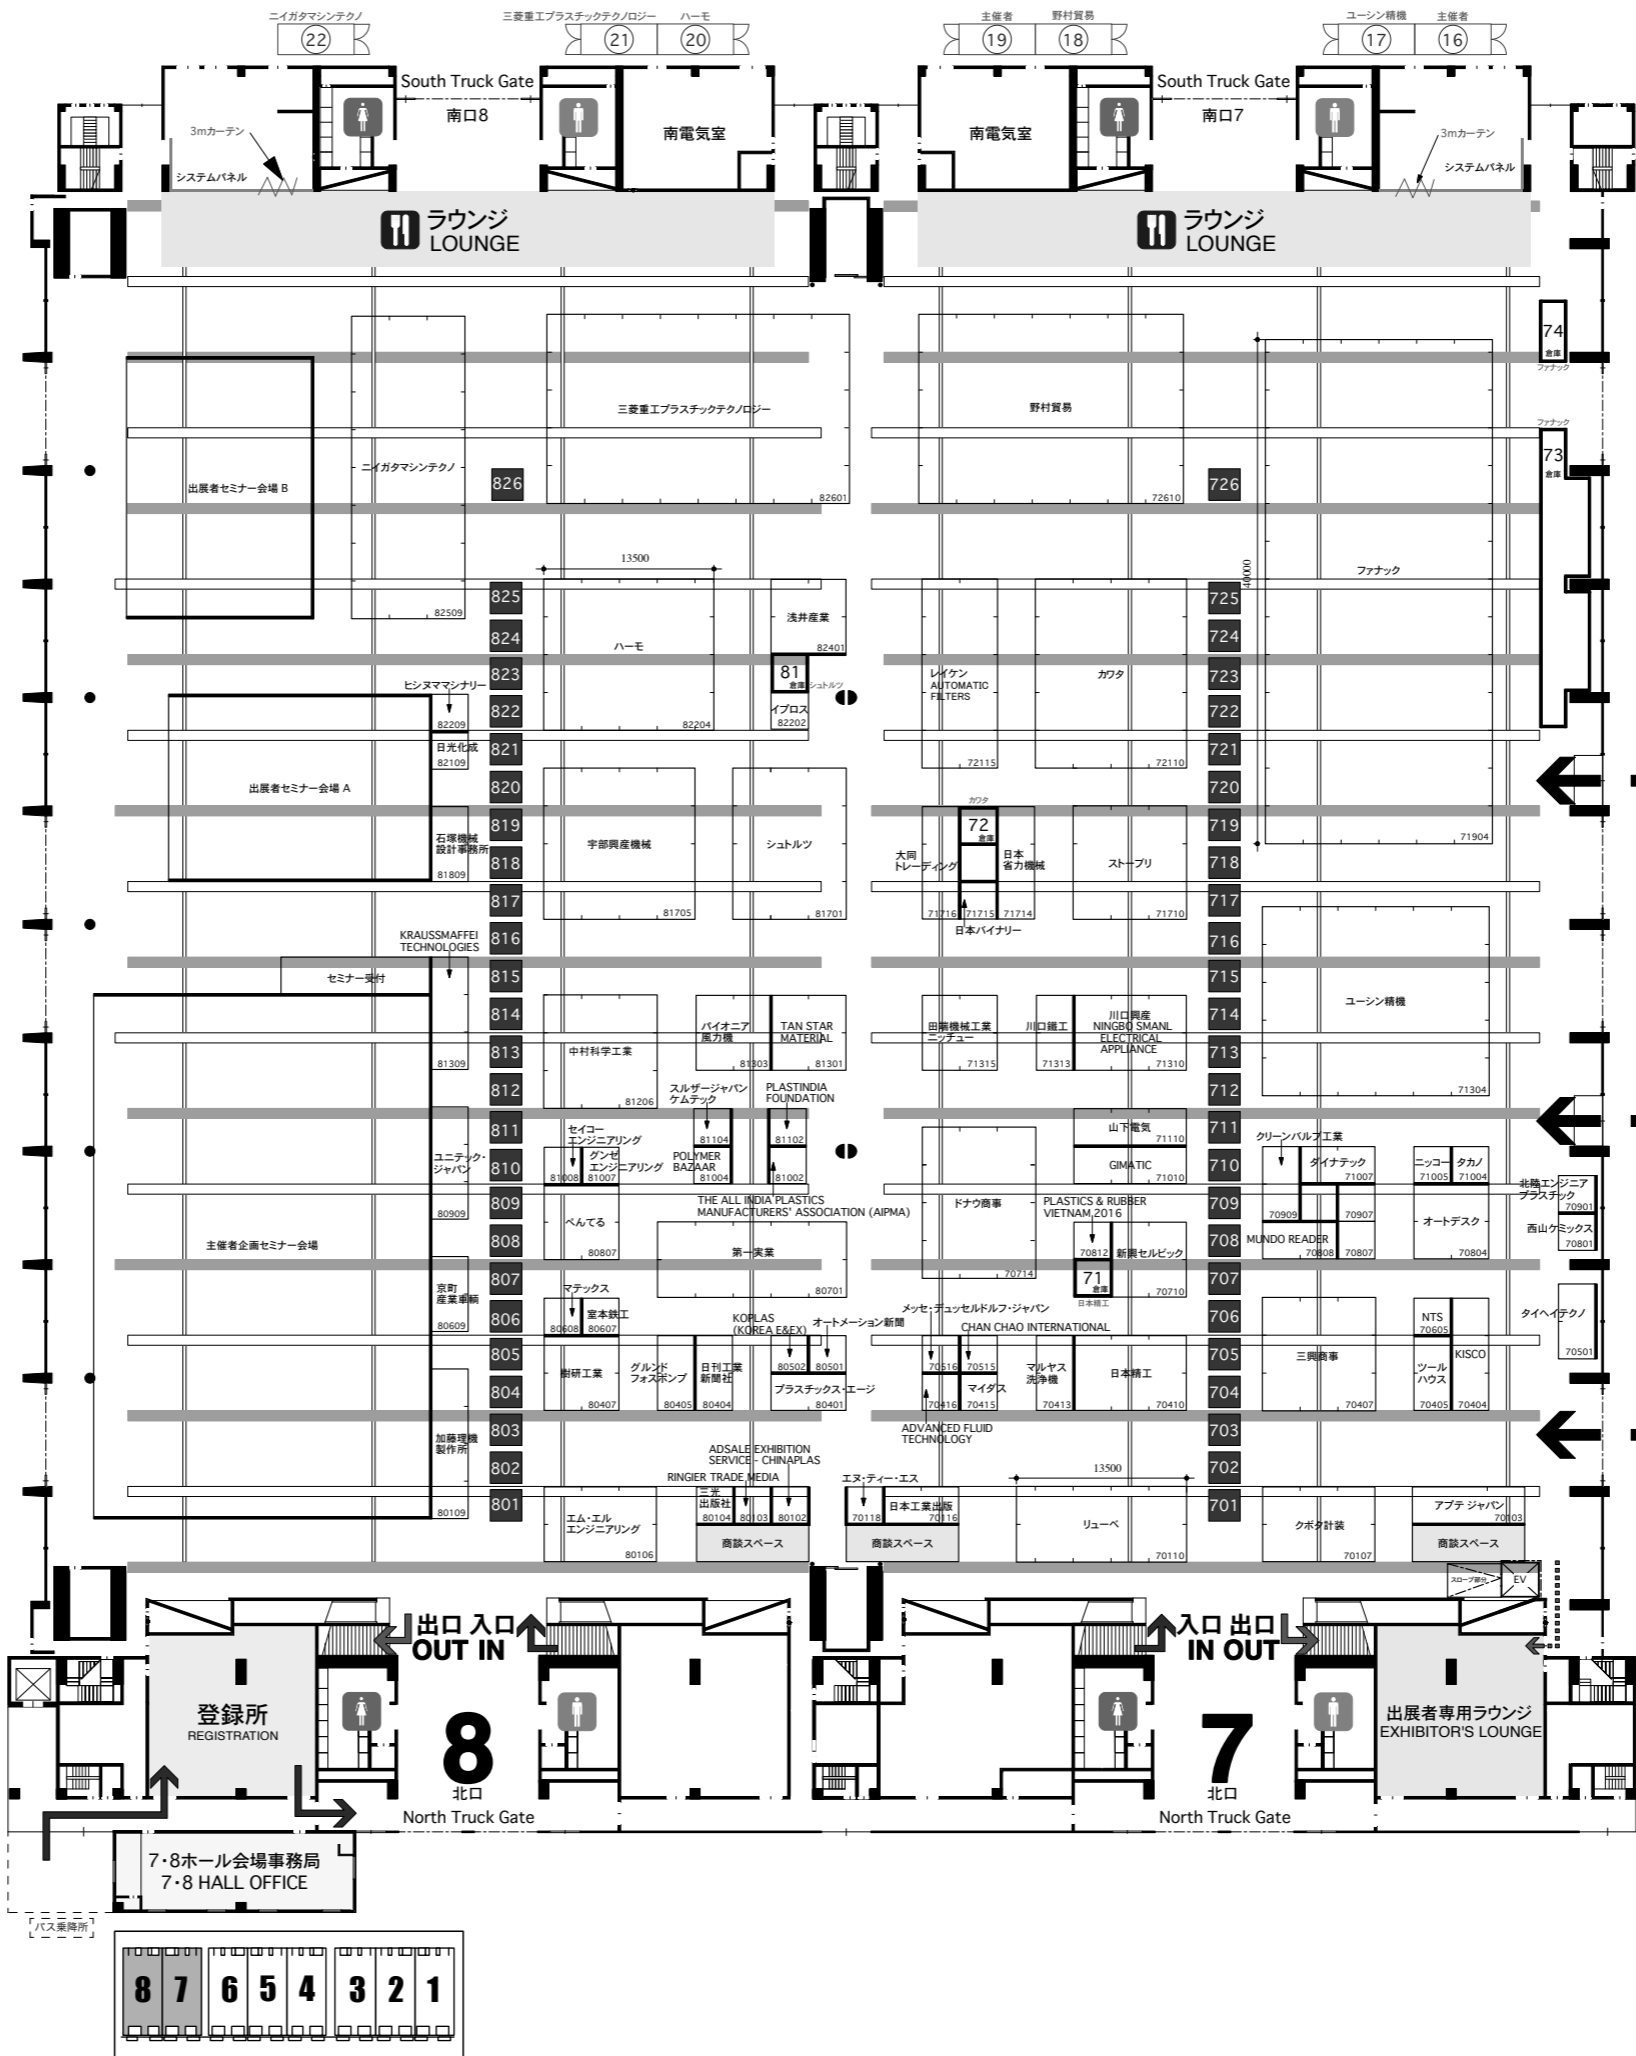 ニイガタマシンテクノ
三菱重工プラスチックテクノロジー
ハーモ
主催者
野村貿易
ユーシン精機
主催者
22
21
20
19
18
17
16
South Truck Gate
南口8
South Truck Gate
南口7
3mカーテン
システムパネル
南電気室
南電気室
3mカーテン
システムパネル
ラウンジ
LOUNGE
ラウンジ
LOUNGE
74
倉庫
ファナック
ファナック
73
倉庫
三菱重工プラスチックテクノロジー
82601
野村貿易
72610
ニイガタマシンテクノ
82509
出展者セミナー会場 B
826
726
ファナック
71904
40000
13500
825
824
823
822
821
820
819
818
817
816
815
814
813
812
811
810
809
808
807
806
805
804
803
802
801
725
724
723
722
721
720
719
718
717
716
715
714
713
712
711
710
709
708
707
706
705
704
703
702
701
ハーモ
82204
浅井産業
82401
81
倉庫
シュトルツ
イプロス
82202
レイケン
AUTOMATIC
FILTERS
72115
カワタ
72110
ヒシヌママシナリー
82209
日光化成
82109
出展者セミナー会場 A
石塚機械
設計事務所
81809
宇部興産機械
81705
シュトルツ
81701
カワタ
72
倉庫
大同
トレーディング
日本
省力機械
71716
71715
71714
日本バイナリー
ストーブリ
71710
KRAUSSMAFFEI
TECHNOLOGIES
セミナー受付
81309
ユーシン精機
71304
中村科学工業
81206
パイオニア
風力機
81303
TAN STAR
MATERIAL
81301
田端機械工業
ニッチュー
71315
川口鐵工
71313
川口興産
NINGBO SMANL
ELECTRICAL
APPLIANCE
71310
スルザージャパン
ケムテック
81104
PLASTINDIA
FOUNDATION
81102
山下電気
71110
GIMATIC
71010
セイコー
エンジニアリング
グンゼ
エンジニアリング
81008
81007
POLYMER
BAZAAR
81004
81002
THE ALL INDIA PLASTICS
MANUFACTURERS' ASSOCIATION (AIPMA)
ユニテック・
ジャパン
80909
ドナウ商事
70714
PLASTICS & RUBBER
VIETNAM 2016
70812
新興セルビック
70710
71
倉庫
日本精工
クリーンバルブ工業
ダイナテック
71007
70909
70907
MUNDO READER
70808
70807
ニッコー
71005
タカノ
71004
オートデスク
70804
北陸エンジニア
プラスチック
70901
西山ケミックス
70801
主催者企画セミナー会場
ぺんてる
80807
第一実業
80701
京町
産業車輌
80609
マテックス
室本鉄工
80608
80607
KOPLAS
(KOREA E&EX)
オートメーション新聞
80502
80501
メッセ・デュッセルドルフ・ジャパン
CHAN CHAO INTERNATIONAL
70516
70515
三興商事
70407
NTS
70605
KISCO
70404
ツール
ハウス
70405
タイヘイテクノ
70501
樹研工業
80407
グルンド
フォスポンプ
80405
日刊工業
新聞社
80404
プラスチックス・エージ
80401
マイダス
70416
70415
マルヤス
洗浄機
70413
日本精工
70410
ADVANCED FLUID
TECHNOLOGY
加藤理機
製作所
80109
ADSALE EXHIBITION
SERVICE - CHINAPLAS
RINGIER TRADE MEDIA
三光
出版社
80104
80103
80102
商談スペース
エム・エル
エンジニアリング
80106
エヌ・ティー・エス
70118
日本工業出版
70116
商談スペース
13500
リューベ
70110
クボタ計装
70107
アプテ ジャパン
70103
商談スペース
スロープ部分
EV
出口 入口
OUT IN
入口 出口
IN OUT
登録所
REGISTRATION
8
北口
North Truck Gate
7
北口
North Truck Gate
出展者専用ラウンジ
EXHIBITOR'S LOUNGE
7・8ホール会場事務局
7・8 HALL OFFICE
バス乗降所
8
7
6
5
4
3
2
1